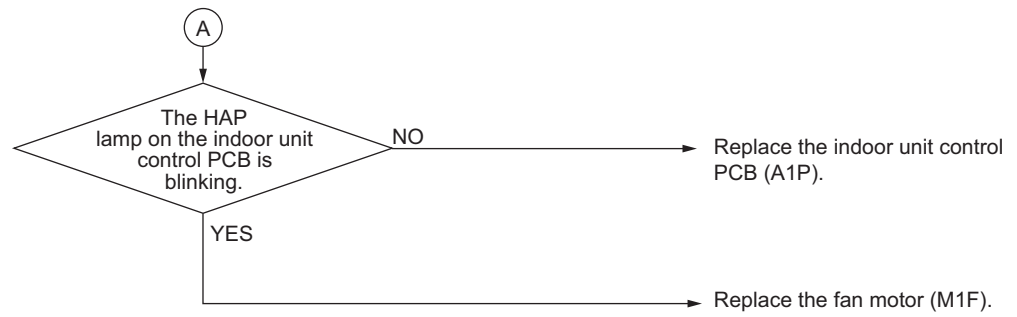 A
The HAP
lamp on the indoor unit
control PCB is
blinking.
NO
Replace the indoor unit control
PCB (A1P).
YES
Replace the fan motor (M1F).